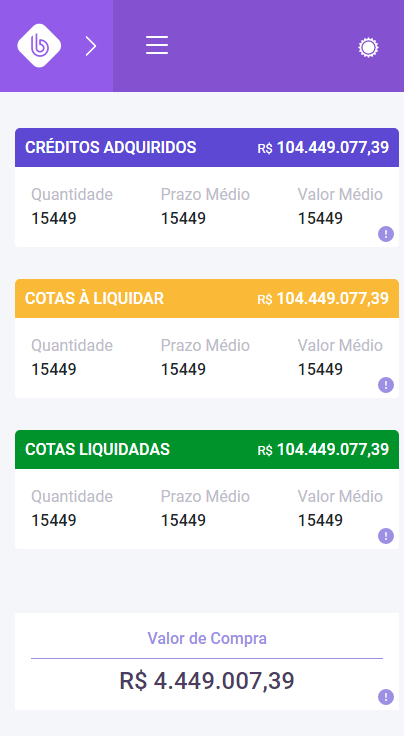 CRÉDITOS ADQUIRIDOS R$ 104.449.077,39
Quantidade Prazo Médio Valor Médio
15449 15449 15449
COTAS À LIQUIDAR R$ 104.449.077,39
Quantidade Prazo Médio Valor Médio
15449 15449 15449
COTAS LIQUIDADAS R$ 104.449.077,39
Quantidade Prazo Médio Valor Médio
15449 15449 15449
Valor de Compra
R$ 4.449.007,39